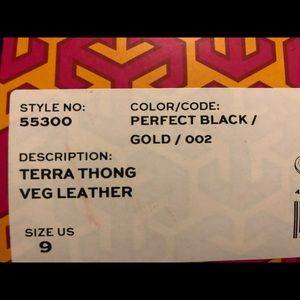 STYLE NO:
55300
COLOR/CODE:
PERFECT BLACK /
GOLD / 002
DESCRIPTION:
TERRA THONG
VEG LEATHER
SIZE US
9